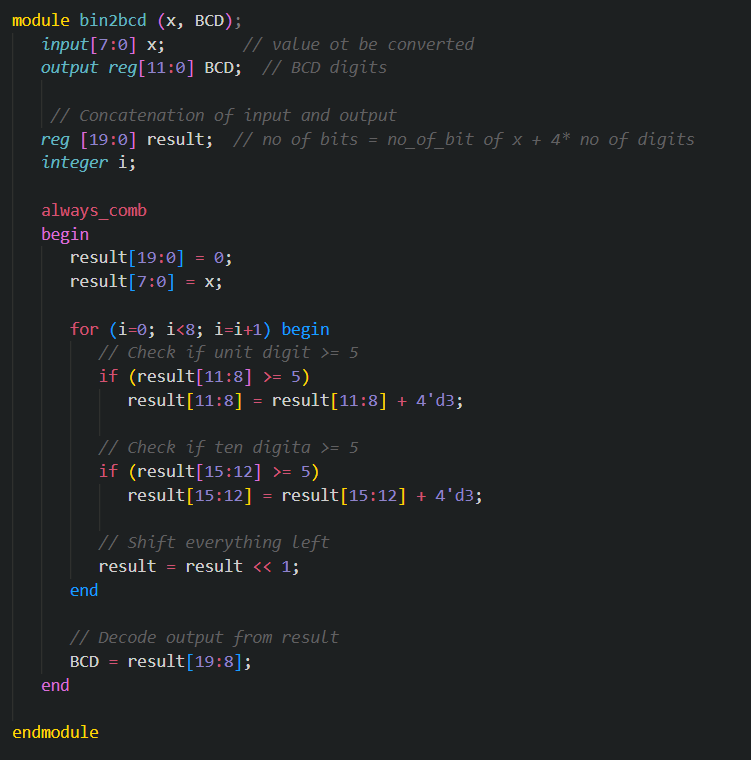 module bin2bcd (x, BCD);
input[7:0] x; // value ot be converted
output reg[11:0] BCD; // BCD digits
// Concatenation of input and output
reg [19:0] result; // no of bits = no_of_bit of x + 4* no of digits
integer i;
always_comb
begin
result[19:0] = 0;
result[7:0] = x;
for (i=0; i<8; i=i+1) begin
// Check if unit digit >= 5
if (result[11:8] >= 5)
result[11:8] = result[11:8] + 4'd3;
// Check if ten digita >= 5
if (result[15:12] >= 5)
result[15:12] = result[15:12] + 4'd3;
// Shift everything left
result = result << 1;
end
// Decode output from result
BCD = result[19:8];
end
endmodule